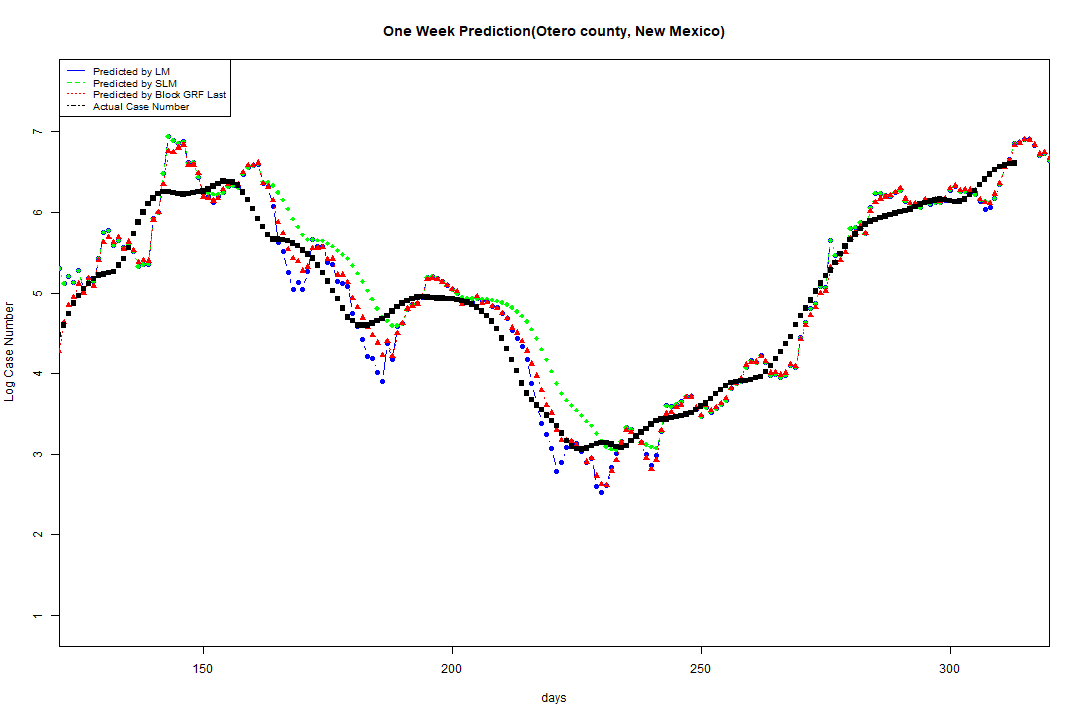 One Week Prediction(Otero county, New Mexico)
Predicted by LM
Predicted by SLM
Predicted by Block GRF Last
Actual Case Number
7
6
5
4
3
2
1
Log Case Number
150 200 250 300
days